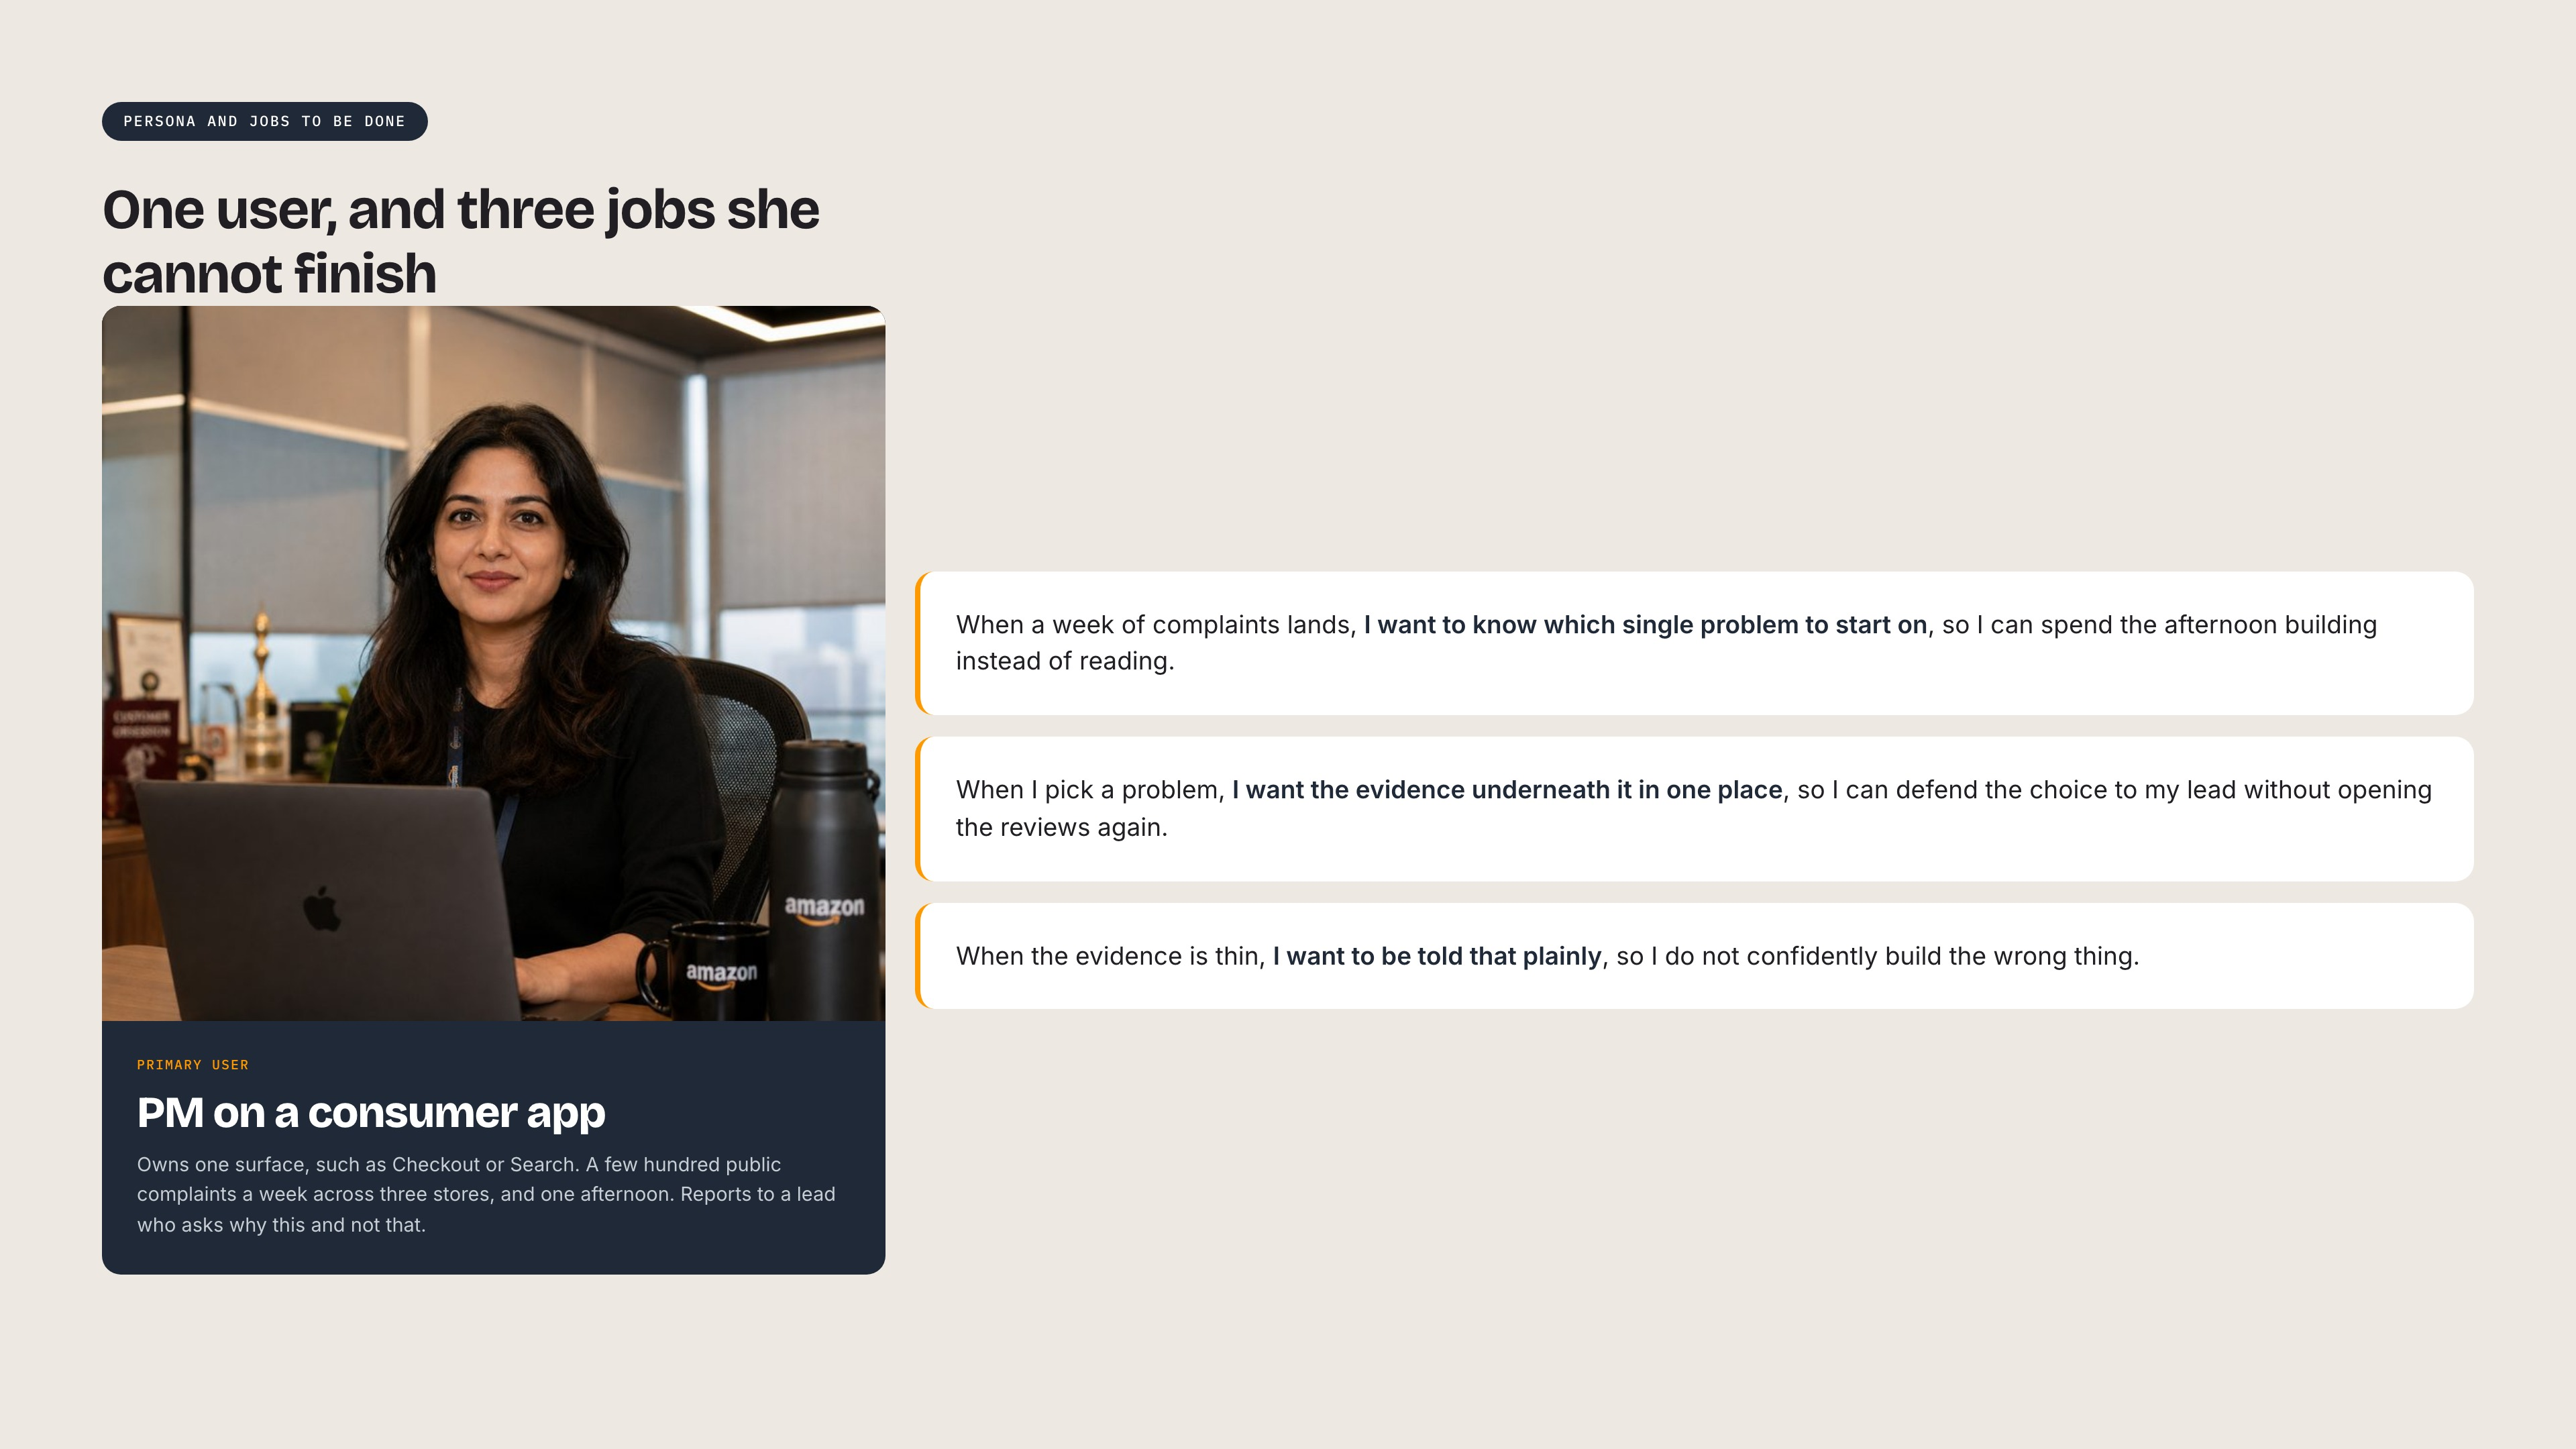 PERSONA AND JOBS TO BE DONE
One user, and three jobs she
cannot finish
CUSTOMER
OBSESSION
amazon
amazon
PRIMARY USER
PM on a consumer app
Owns one surface, such as Checkout or Search. A few hundred public
complaints a week across three stores, and one afternoon. Reports to a lead
who asks why this and not that.
When a week of complaints lands, I want to know which single problem to start on, so I can spend the afternoon building
instead of reading.
When I pick a problem, I want the evidence underneath it in one place, so I can defend the choice to my lead without opening
the reviews again.
When the evidence is thin, I want to be told that plainly, so I do not confidently build the wrong thing.